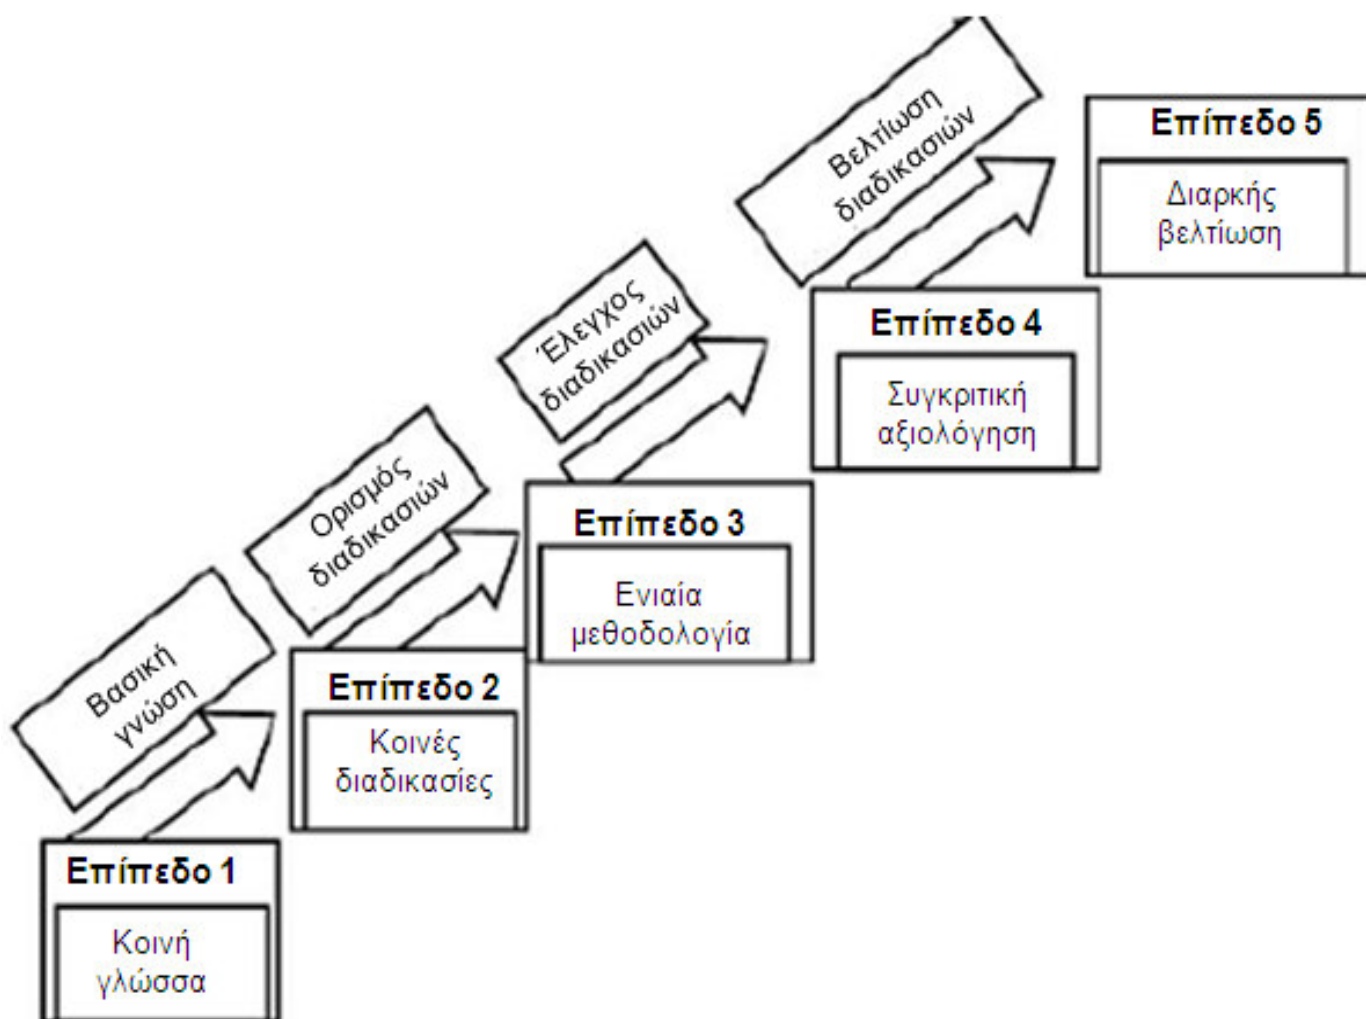 Βελτίωση
διαδικασιών
Επίπεδο 5
Διαρκής
βελτίωση
Έλεγχος
διαδικασιών
Επίπεδο 4
Συγκριτική
αξιολόγηση
Ορισμός
διαδικασιών
Επίπεδο 3
Ενιαία
μεθοδολογία
Βασική
γνώση
Επίπεδο 2
Κοινές
διαδικασίες
Επίπεδο 1
Κοινή
γλώσσα